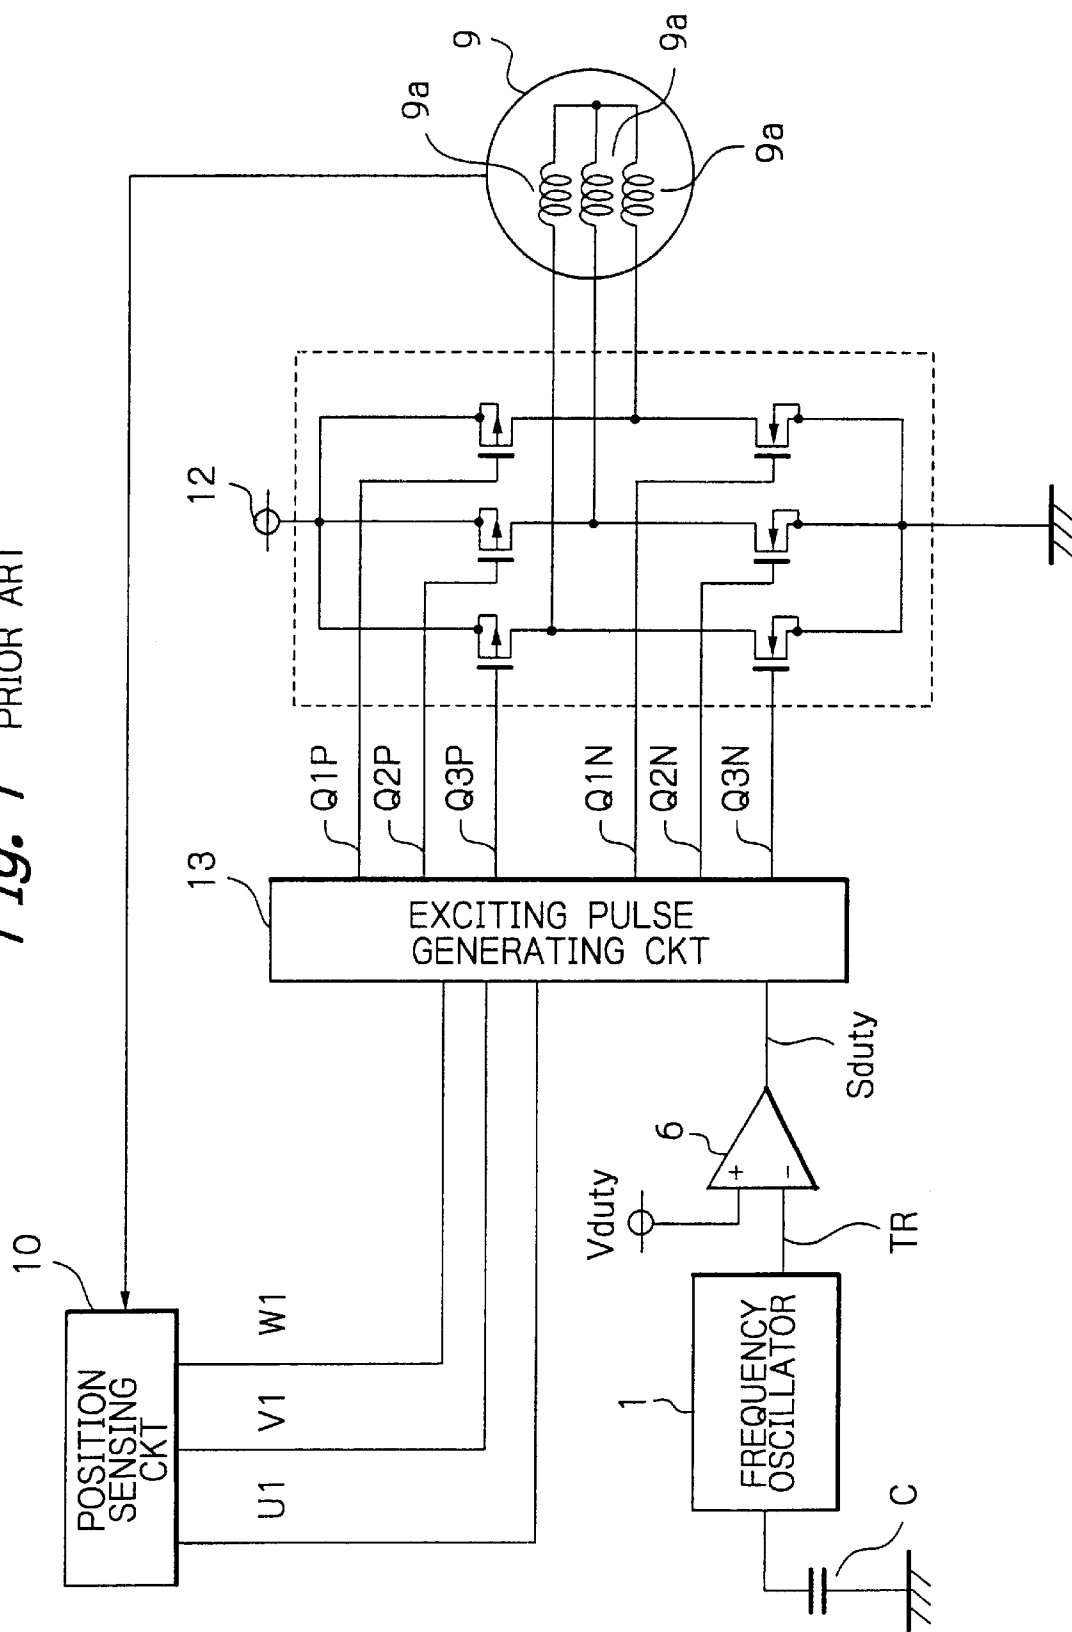 Fig. 7 PRIOR ART
10
POSITION
SENSING
CKT
U1
V1
W1
13
EXCITING PULSE
GENERATING CKT
Q1P
Q2P
Q3P
Q1N
Q2N
Q3N
12
9
9a
9a
9a
1
FREQUENCY
OSCILLATOR
C
TR
Vduty
6
+
-
Sduty